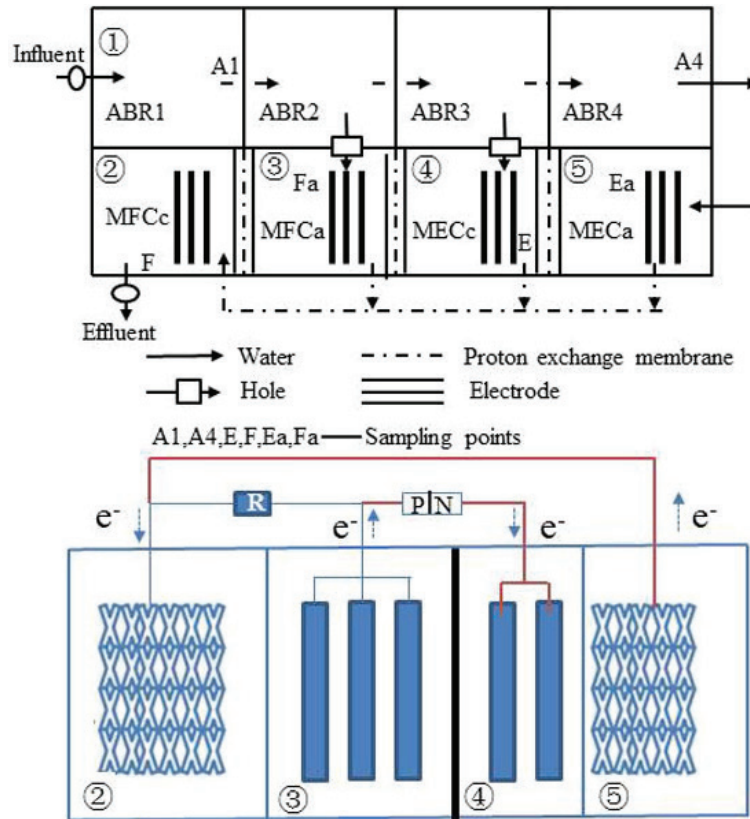 ①
Influent
A1
A4
ABR1
ABR2
ABR3
ABR4
②
③
④
⑤
Fa
Ea
MFCc
MFCa
MECc
MECa
F
E
Effluent
Water
Proton exchange membrane
Hole
Electrode
A1,A4,E,F,Ea,Fa — Sampling points
R
P N
e-
e-
e-
e-
②
③
④
⑤